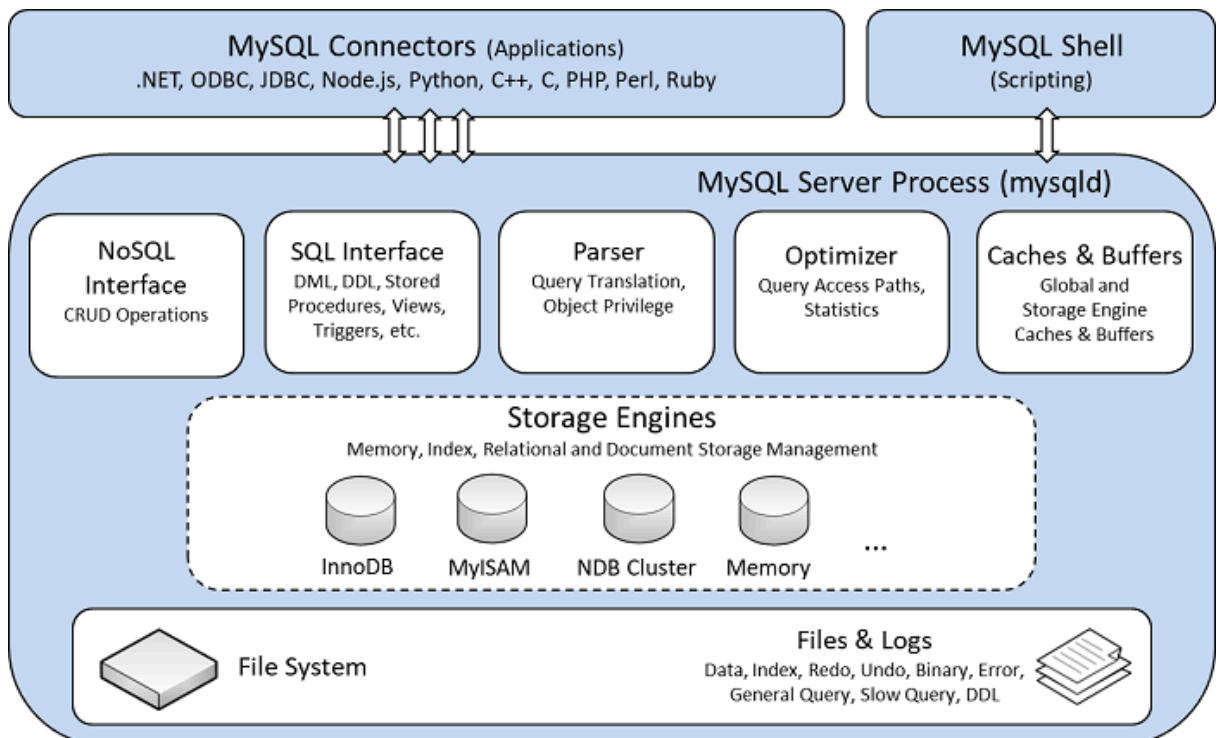 MySQL Connectors (Applications)
.NET, ODBC, JDBC, Node.js, Python, C++, C, PHP, Perl, Ruby
MySQL Shell
(Scripting)
MySQL Server Process (mysqld)
NoSQL
Interface
CRUD Operations
SQL Interface
DML, DDL, Stored
Procedures, Views,
Triggers, etc.
Parser
Query Translation,
Object Privilege
Optimizer
Query Access Paths,
Statistics
Caches & Buffers
Global and
Storage Engine
Caches & Buffers
Storage Engines
Memory, Index, Relational and Document Storage Management
InnoDB
MyISAM
NDB Cluster
Memory
...
File System
Files & Logs
Data, Index, Redo, Undo, Binary, Error,
General Query, Slow Query, DDL